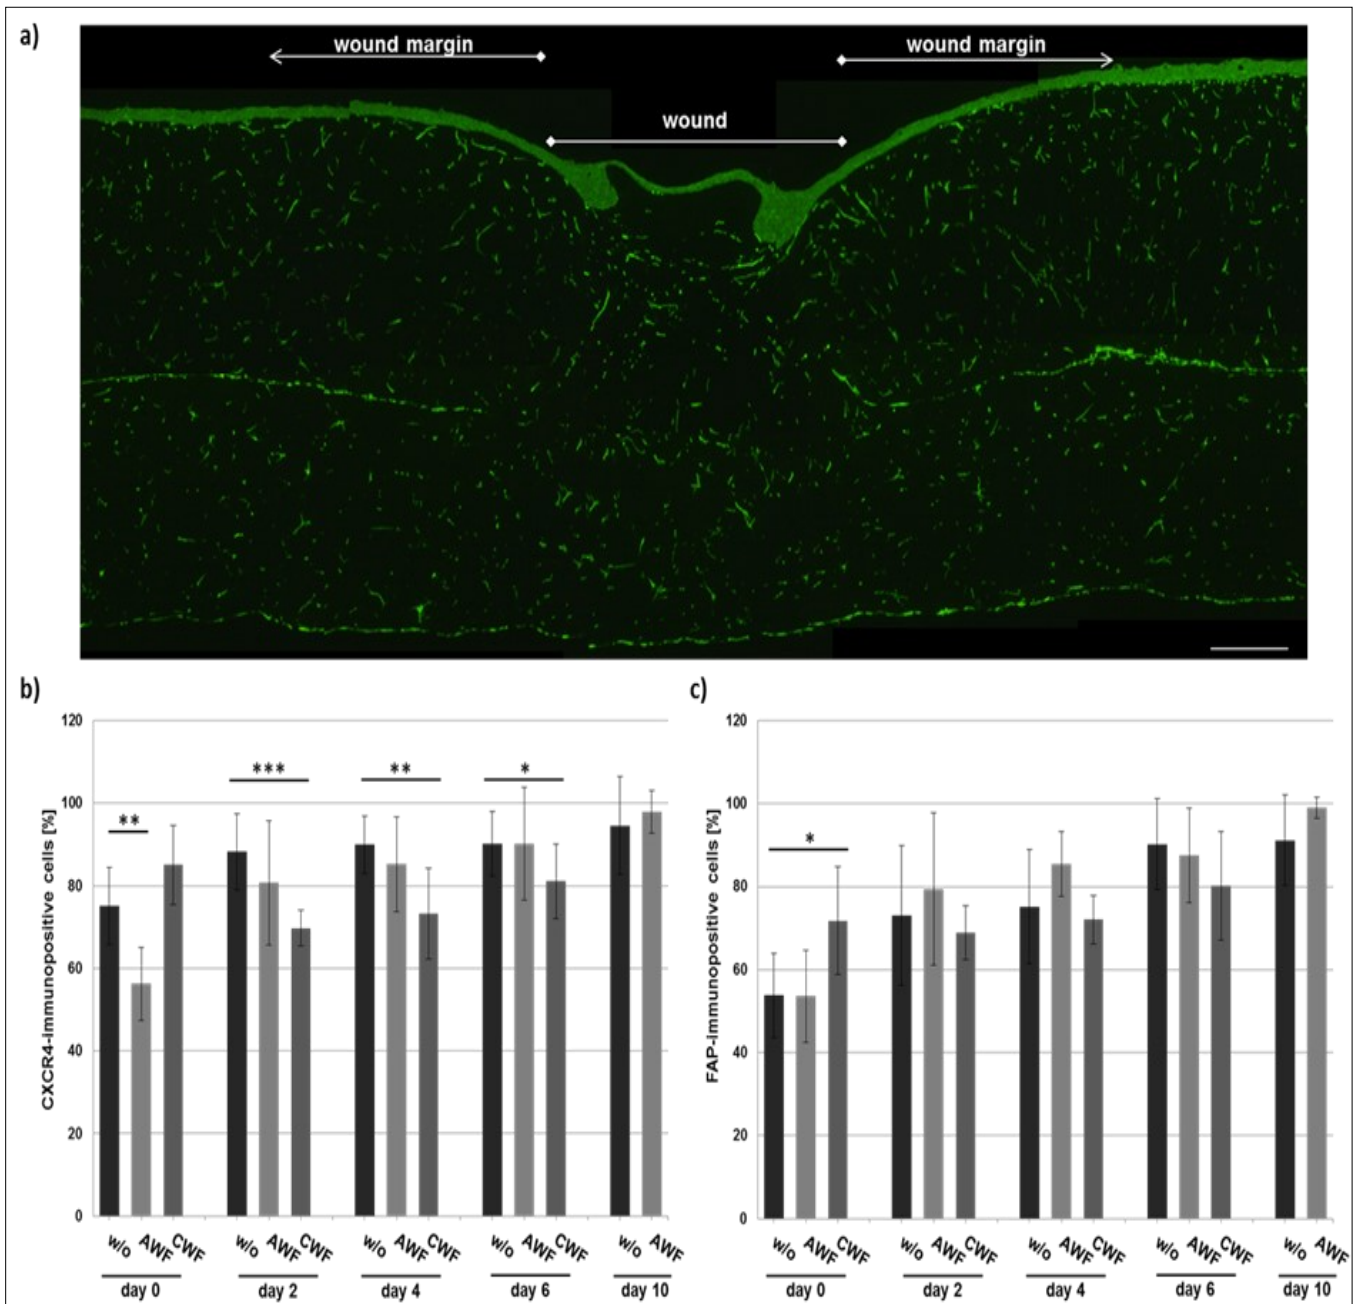 a)
wound margin
wound margin
wound
b)
c)
CXCR4-immunopositive cells [%]
120
100
80
60
40
20
0
**
***
**
*
w/o AWF CWF
w/o AWF CWF
w/o AWF CWF
w/o AWF CWF
w/o AWF
day 0
day 2
day 4
day 6
day 10
FAP-immunopositive cells [%]
120
100
80
60
40
20
0
*
w/o AWF CWF
w/o AWF CWF
w/o AWF CWF
w/o AWF CWF
w/o AWF
day 0
day 2
day 4
day 6
day 10